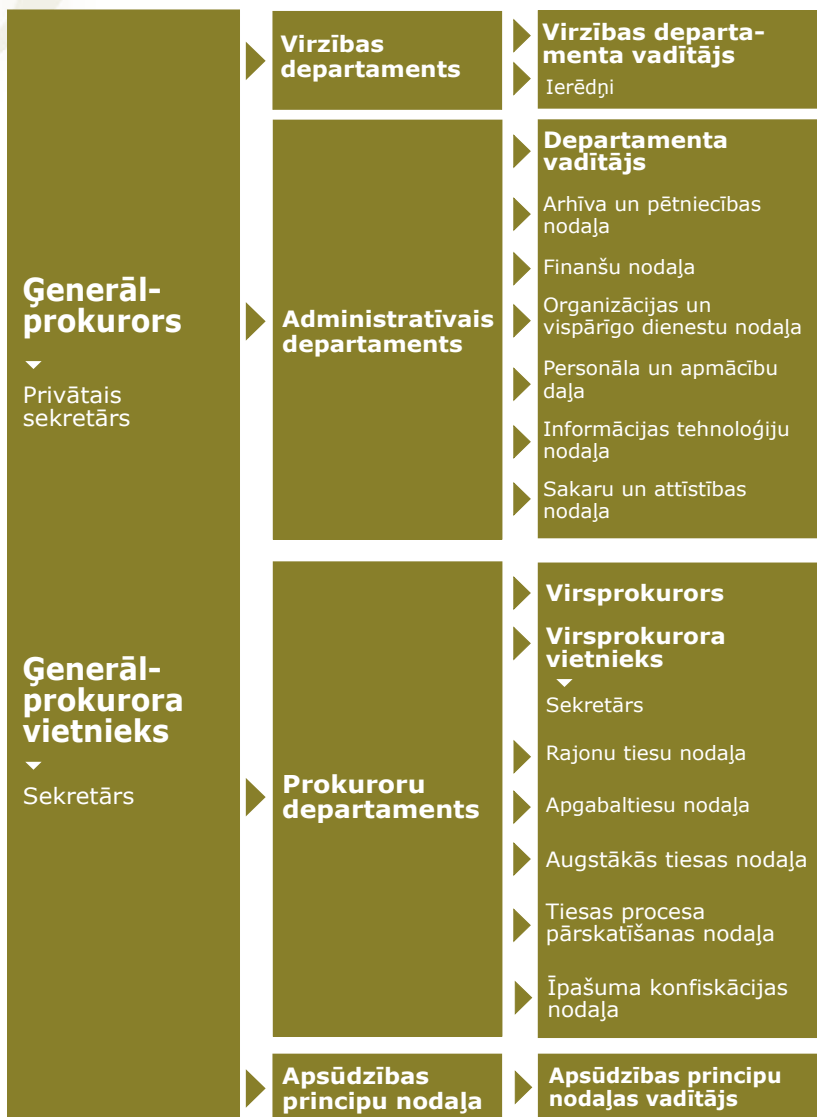 Ģenerāl-
prokurors
Privātais
sekretārs
Ģenerāl-
prokurora
vietnieks
Sekretārs
Virzības
departaments
Virzības departa-
menta vadītājs
Ierēdņi
Administratīvais
departaments
Departamenta
vadītājs
Arhīva un pētniecības
nodaļa
Finanšu nodaļa
Organizācijas un
vispārīgo dienestu nodaļa
Personāla un apmācību
daļa
Informācijas tehnoloģiju
nodaļa
Sakaru un attīstības
nodaļa
Prokuroru
departaments
Virsprokurors
Virsprokurora
vietnieks
Sekretārs
Rajonu tiesu nodaļa
Apgabaltiesu nodaļa
Augstākās tiesas nodaļa
Tiesas procesa
pārskatīšanas nodaļa
Īpašuma konfiskācijas
nodaļa
Apsūdzības
principu nodaļa
Apsūdzības principu
nodaļas vadītājs